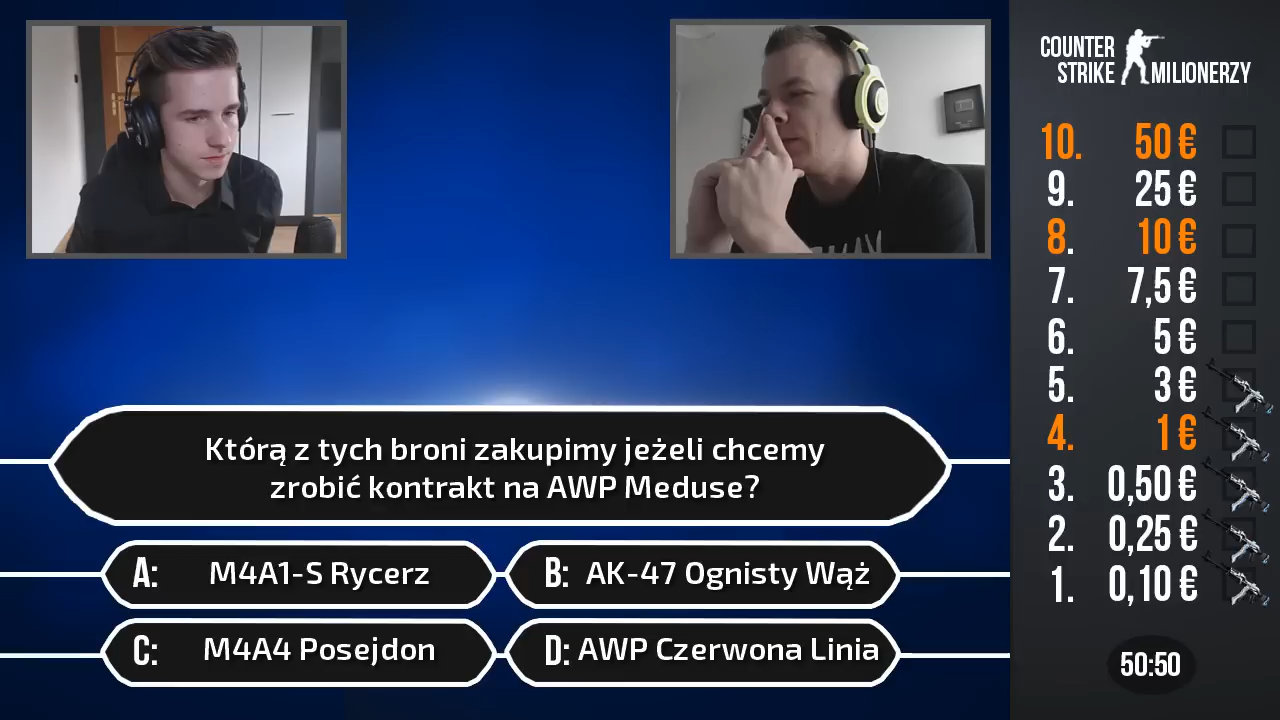 COUNTER
STRIKE MILIONERZY
10. 50 €
9. 25 €
8. 10 €
7. 7,5 €
6. 5 €
5. 3 €
4. 1 €
3. 0,50 €
2. 0,25 €
1. 0,10 €
50:50
Którą z tych broni zakupimy jeżeli chcemy
zrobić kontrakt na AWP Meduse?
A: M4A1-S Rycerz
B: AK-47 Ognisty Wąż
C: M4A4 Posejdon
D: AWP Czerwona Linia